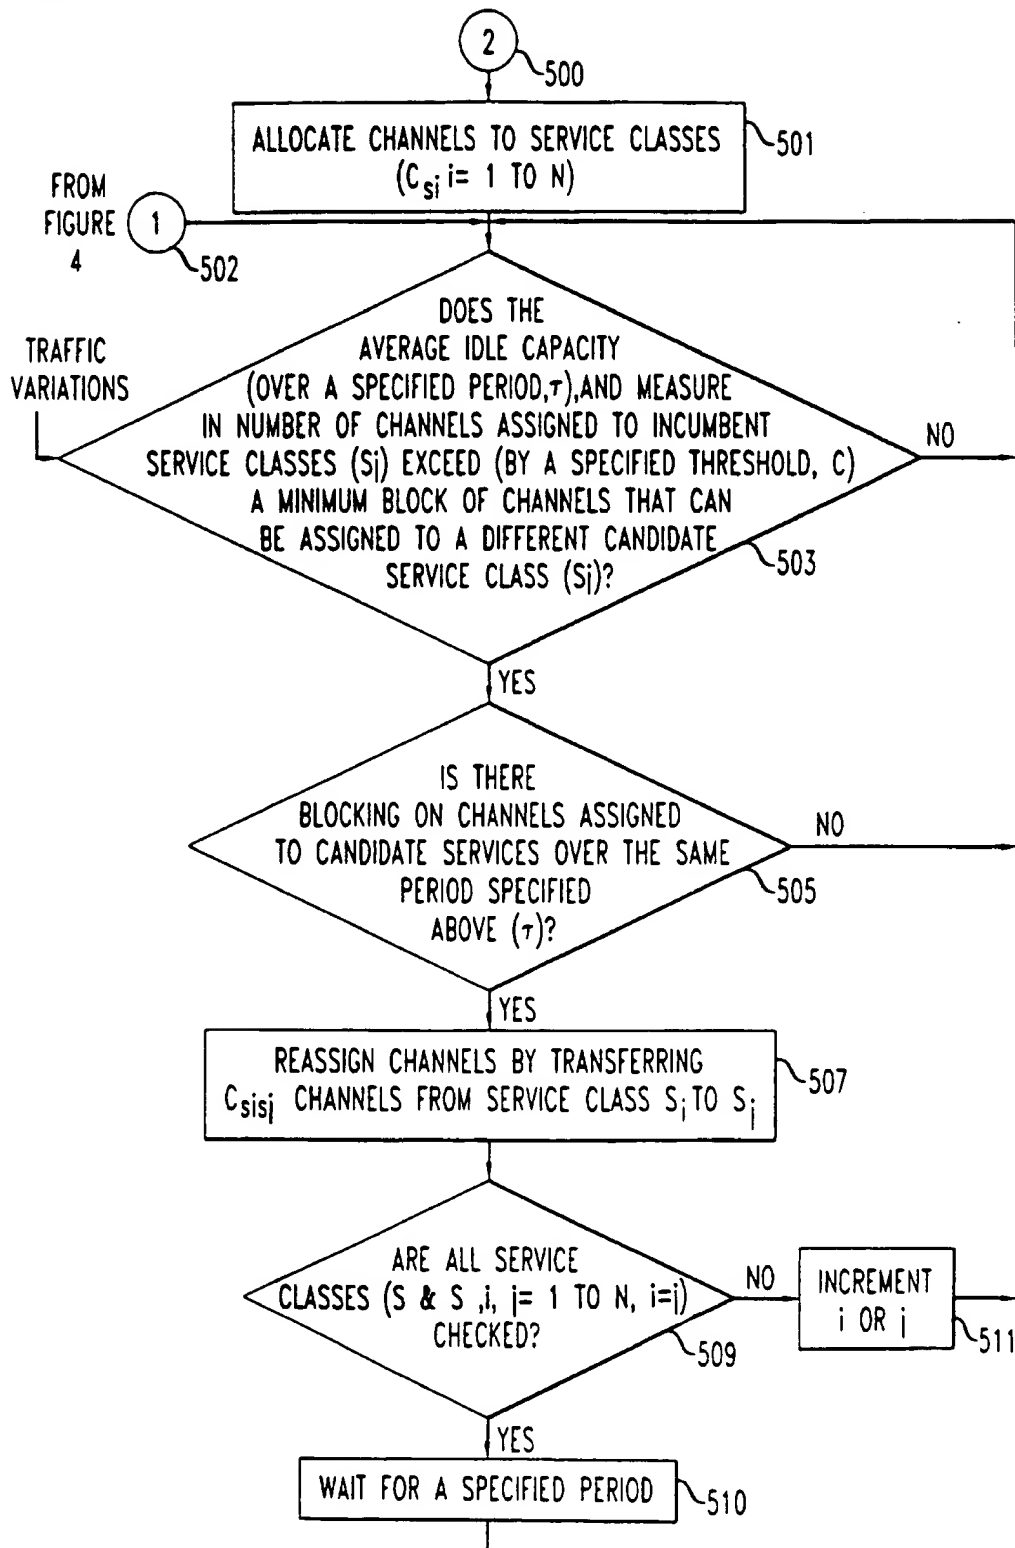 2
500
ALLOCATE CHANNELS TO SERVICE CLASSES
(Csi i= 1 TO N)
501
FROM
FIGURE
4
1
502
TRAFFIC
VARIATIONS
DOES THE
AVERAGE IDLE CAPACITY
(OVER A SPECIFIED PERIOD,τ),AND MEASURE
IN NUMBER OF CHANNELS ASSIGNED TO INCUMBENT
SERVICE CLASSES (Sj) EXCEED (BY A SPECIFIED THRESHOLD, C)
A MINIMUM BLOCK OF CHANNELS THAT CAN
BE ASSIGNED TO A DIFFERENT CANDIDATE
SERVICE CLASS (Sj)?
NO
503
YES
IS THERE
BLOCKING ON CHANNELS ASSIGNED
TO CANDIDATE SERVICES OVER THE SAME
PERIOD SPECIFIED
ABOVE (τ)?
NO
505
YES
REASSIGN CHANNELS BY TRANSFERRING
Csisj CHANNELS FROM SERVICE CLASS Si TO Sj
507
ARE ALL SERVICE
CLASSES (S & S ,i, j= 1 TO N, i=j)
CHECKED?
NO
509
INCREMENT
i OR j
511
YES
WAIT FOR A SPECIFIED PERIOD
510